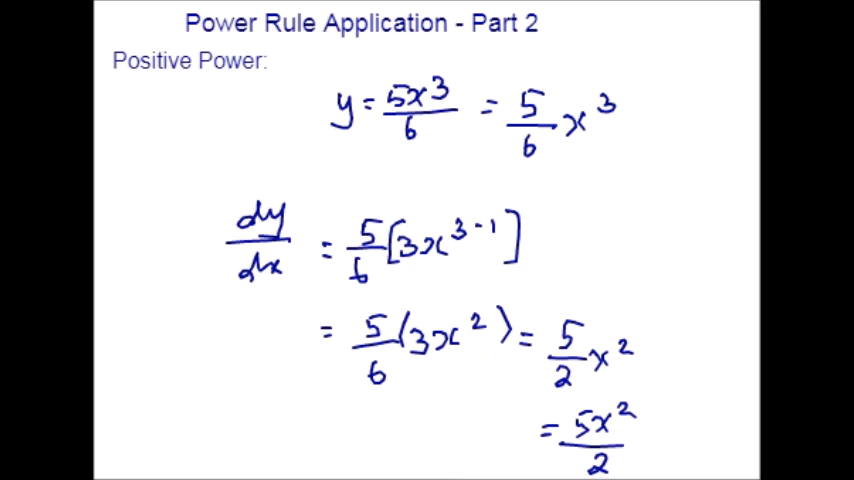 Power Rule Application - Part 2
Positive Power:
y = 5x³/6 = 5/6 x³
dy/dx = 5/6 [3x³⁻¹]
= 5/6 (3x²) = 5/2 x²
= 5x²/2